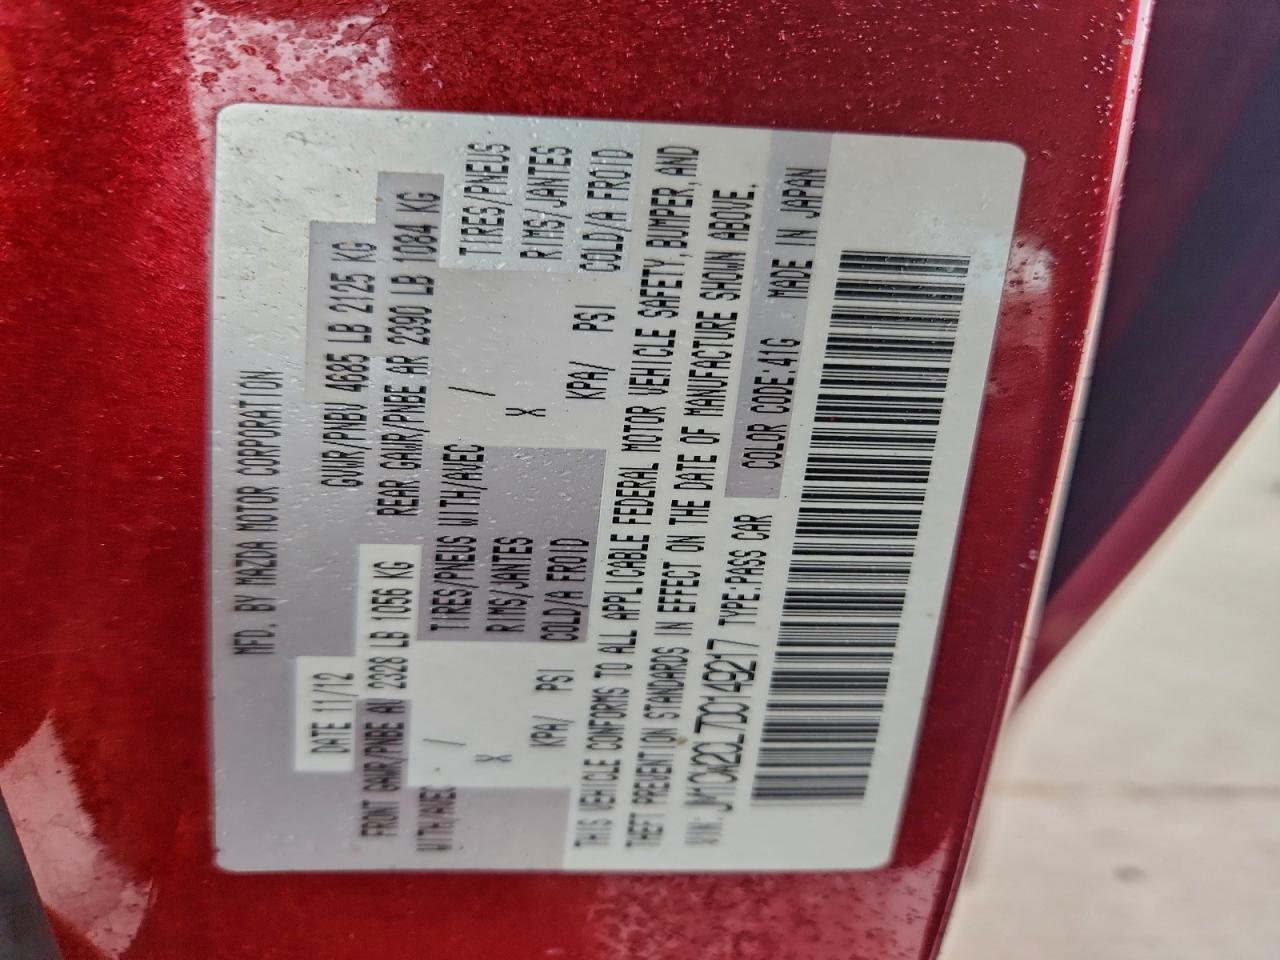 MFD. BY MAZDA MOTOR CORPORATION
DATE 11/12 GVWR/PNBV 4685 LB 2125 KG
FRONT GAWR/PNBE AV 2328 LB 1056 KG REAR GAWR/PNBE AR 2390 LB 1084 KG
WITH/AVEC / TIRES/PNEUS WITH/AVEC / TIRES/PNEUS
X RIMS/JANTES X RIMS/JANTES
KPA/ PSI COLD/A FROID KPA/ PSI COLD/A FROID
THIS VEHICLE CONFORMS TO ALL APPLICABLE FEDERAL MOTOR VEHICLE SAFETY,BUMPER,AND
THEFT PREVENTION STANDARDS IN EFFECT ON THE DATE OF MANUFACTURE SHOWN ABOVE.
VIN: TYPE:PASS CAR COLOR CODE:41G MADE IN JAPAN